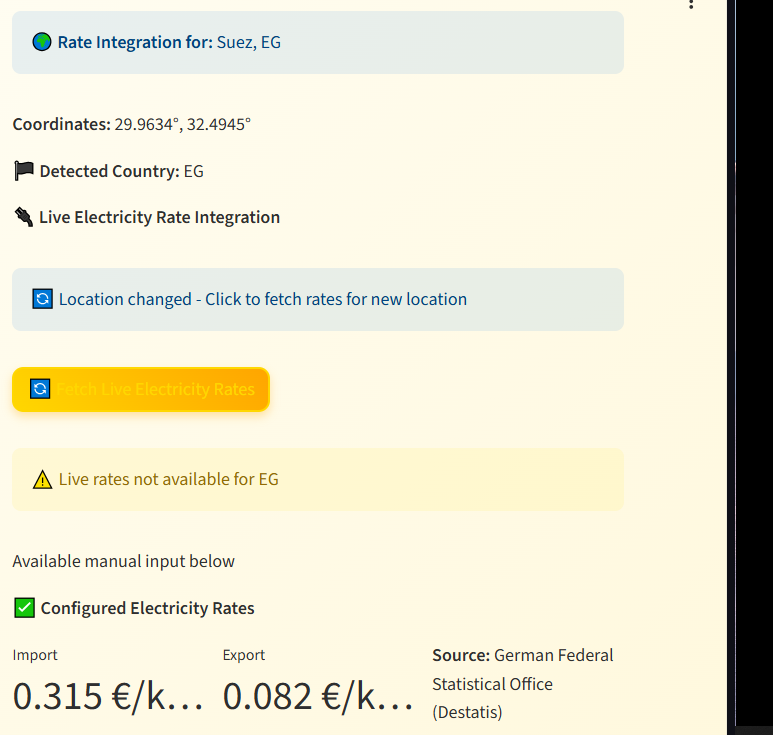 Rate Integration for: Suez, EG
Coordinates: 29.9634°, 32.4945°
Detected Country: EG
Live Electricity Rate Integration
Location changed - Click to fetch rates for new location
Fetch Live Electricity Rates
Live rates not available for EG
Available manual input below
Configured Electricity Rates
Import
Export
Source: German Federal
0.315 €/k...
0.082 €/k...
Statistical Office
(Destatis)